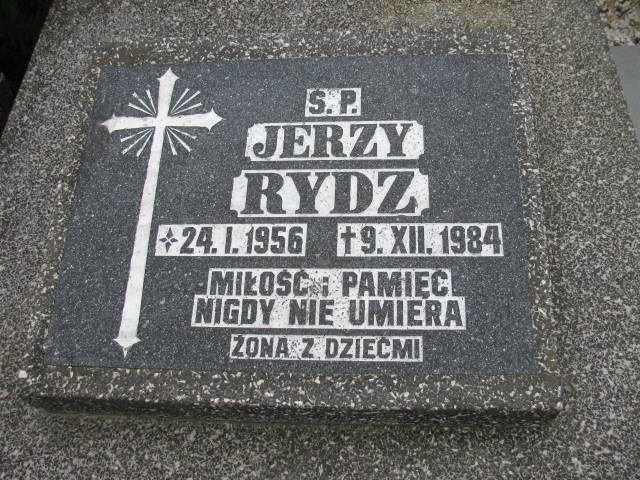 Ś. P.
JERZY
RYDZ
24. I. 1956 ✝ 9. XII. 1984
MIŁOŚĆ i PAMIĘĆ
NIGDY NIE UMIERA
ŻONA Z DZIEĆMI